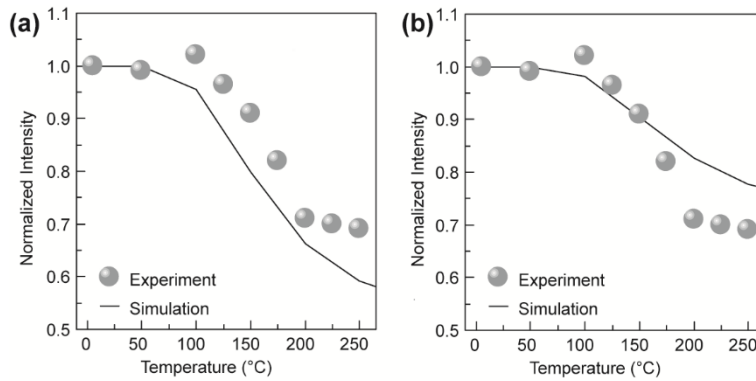 (a)
1.1
1.0
0.9
0.8
0.7
0.6
0.5
Normalized Intensity
Experiment
Simulation
0 50 100 150 200 250
Temperature (°C)
(b)
1.1
1.0
0.9
0.8
0.7
0.6
0.5
Normalized Intensity
Experiment
Simulation
0 50 100 150 200 250
Temperature (°C)